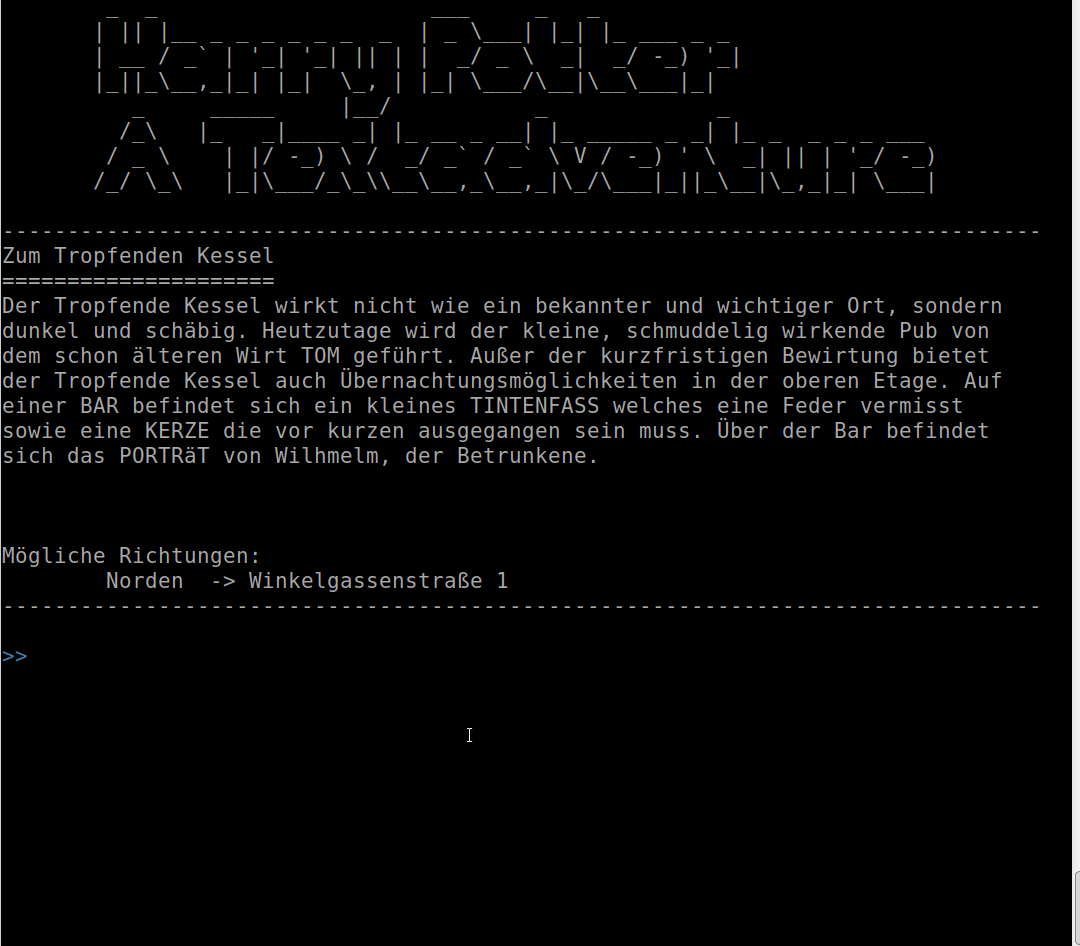 Harry Potter
A Textadventure
--------------------------------------------------------------------------------
Zum Tropfenden Kessel
=====================
Der Tropfende Kessel wirkt nicht wie ein bekannter und wichtiger Ort, sondern
dunkel und schäbig. Heutzutage wird der kleine, schmuddelig wirkende Pub von
dem schon älteren Wirt TOM geführt. Außer der kurzfristigen Bewirtung bietet
der Tropfende Kessel auch Übernachtungsmöglichkeiten in der oberen Etage. Auf
einer BAR befindet sich ein kleines TINTENFASS welches eine Feder vermisst
sowie eine KERZE die vor kurzen ausgegangen sein muss. Über der Bar befindet
sich das PORTRäT von Wilhmelm, der Betrunkene.
Mögliche Richtungen:
Norden -> Winkelgassenstraße 1
--------------------------------------------------------------------------------
>>